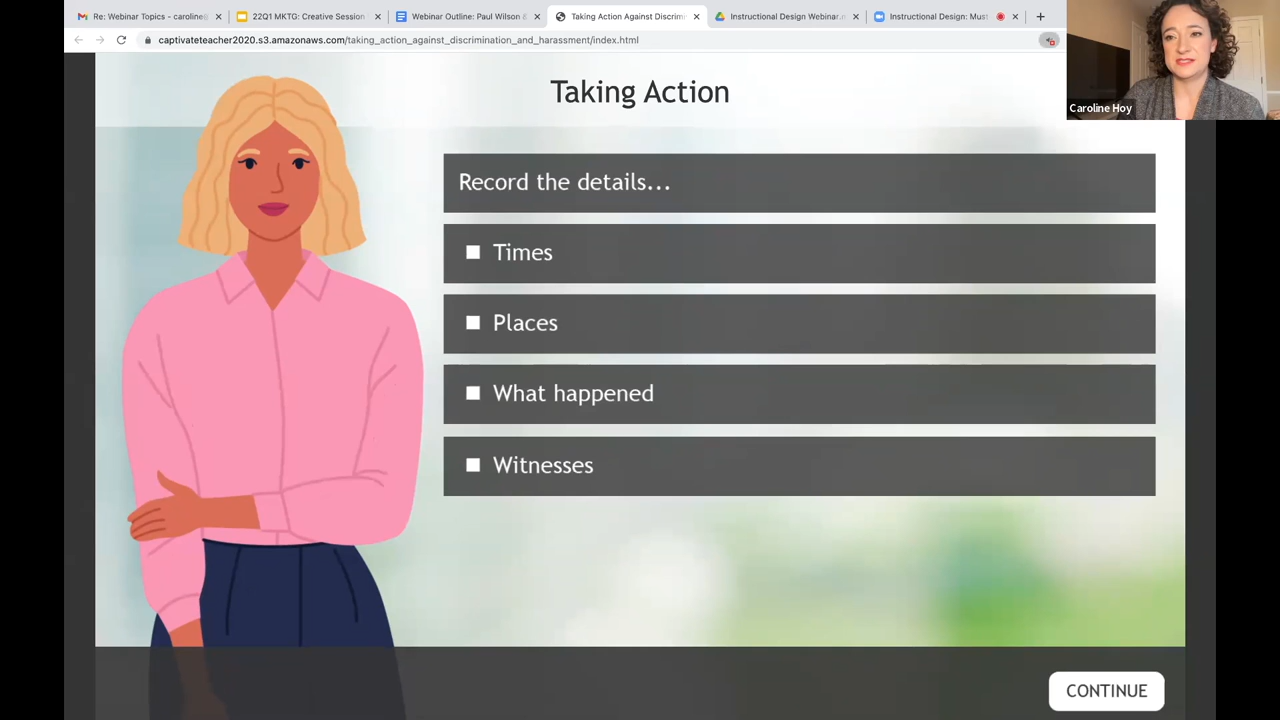 Re: Webinar Topics - caroline@
22Q1 MKTG: Creative Session
Webinar Outline: Paul Wilson &
Taking Action Against Discrim
Instructional Design Webinar.m
Instructional Design: Must
captivateteacher2020.s3.amazonaws.com/taking_action_against_discrimination_and_harassment/index.html
Caroline Hoy
Taking Action
Record the details...
Times
Places
What happened
Witnesses
CONTINUE